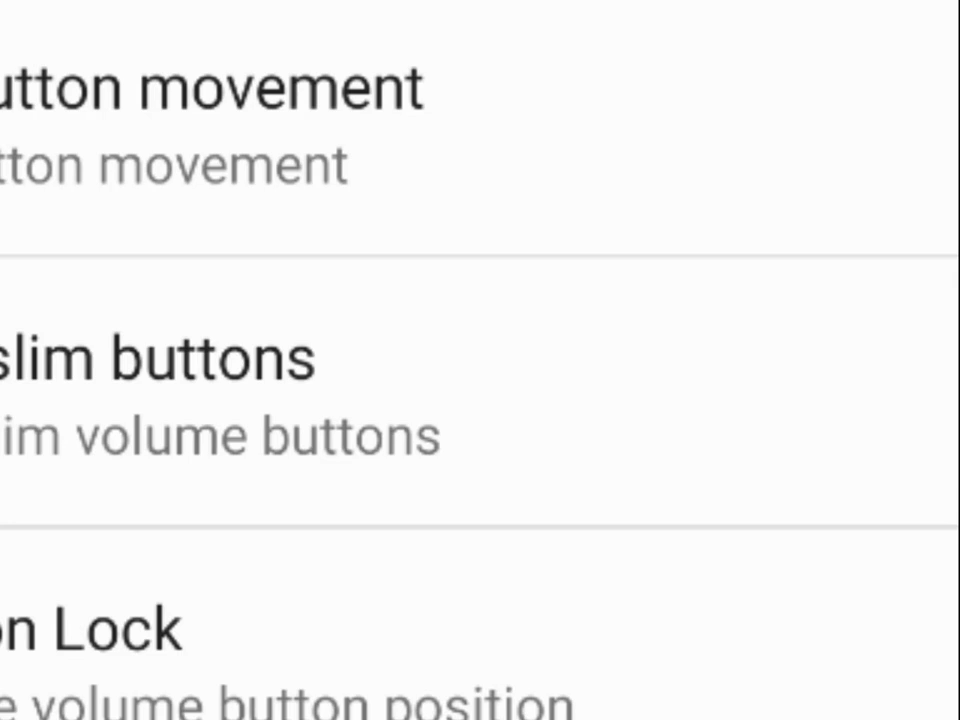 utton movement
tton movement
slim buttons
im volume buttons
on Lock
e volume button position